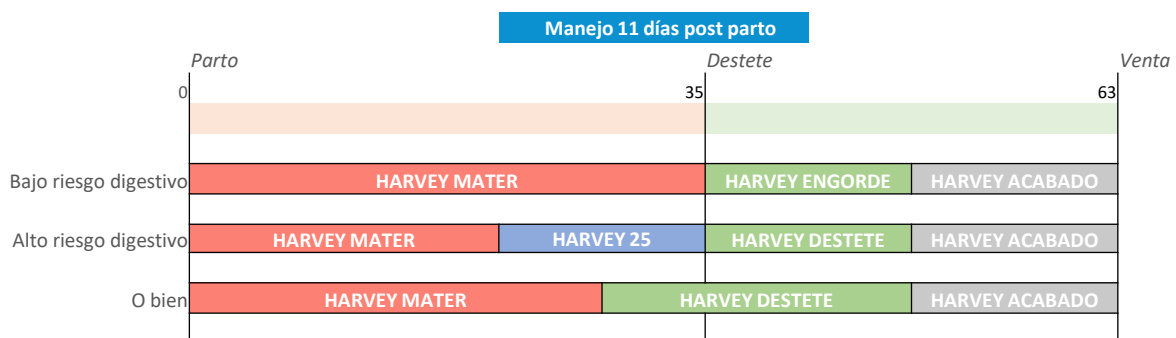 Manejo 11 días post parto
Parto Destete Venta
0 35 63
Bajo riesgo digestivo HARVEY MATER HARVEY ENGORDE HARVEY ACABADO
Alto riesgo digestivo HARVEY MATER HARVEY 25 HARVEY DESTETE HARVEY ACABADO
O bien HARVEY MATER HARVEY DESTETE HARVEY ACABADO